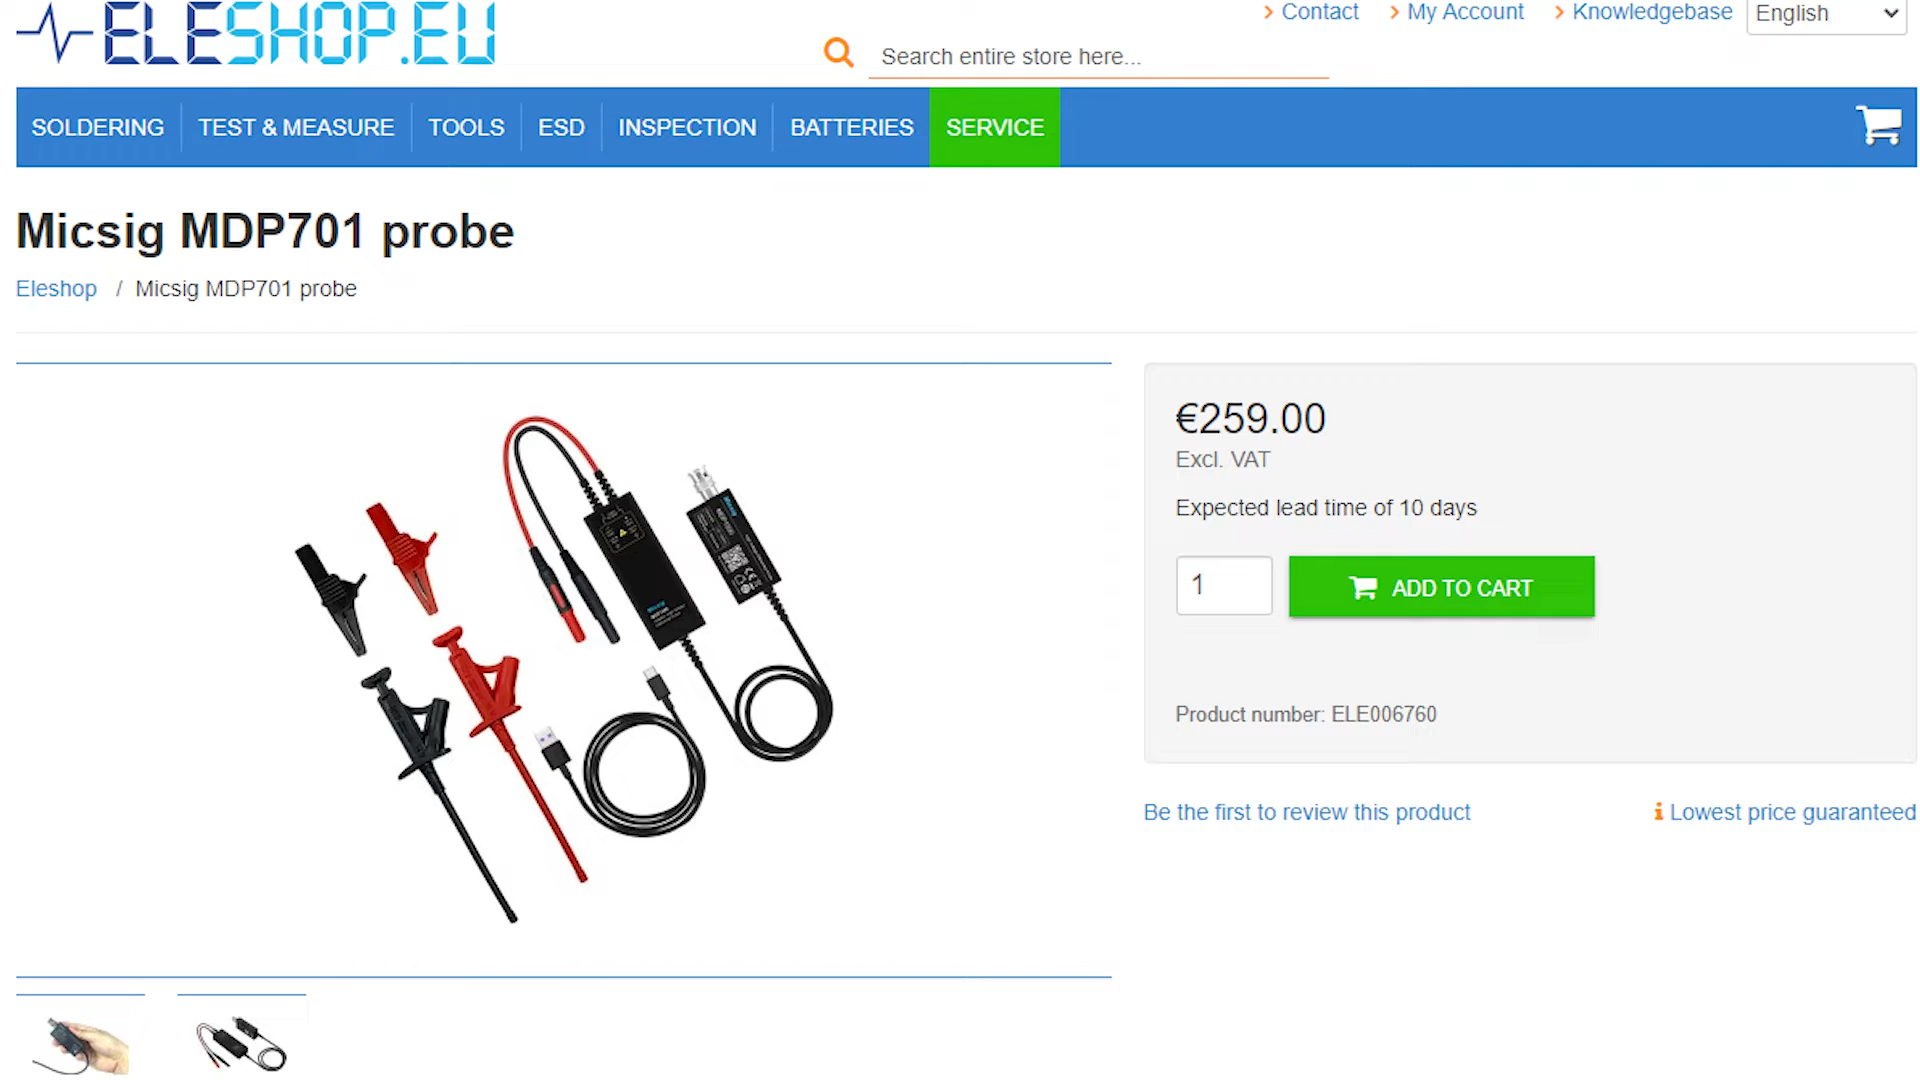 ELESHOP.EU
Contact
My Account
Knowledgebase
English
Search entire store here...
SOLDERING
TEST & MEASURE
TOOLS
ESD
INSPECTION
BATTERIES
SERVICE
Micsig MDP701 probe
Eleshop / Micsig MDP701 probe
€259.00
Excl. VAT
Expected lead time of 10 days
1
ADD TO CART
Product number: ELE006760
Be the first to review this product
Lowest price guaranteed